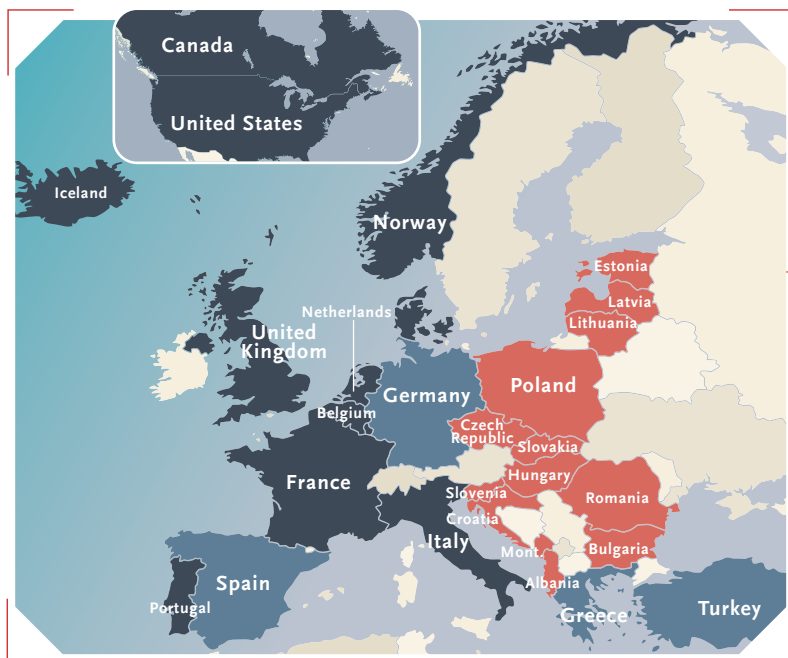 Canada
United States
Iceland
Norway
Estonia
Latvia
Lithuania
Netherlands
United
Kingdom
Germany
Poland
Belgium
Czech
Republic
Slovakia
France
Hungary
Slovenia
Romania
Croatia
Italy
Mont.
Bulgaria
Spain
Albania
Portugal
Greece
Turkey